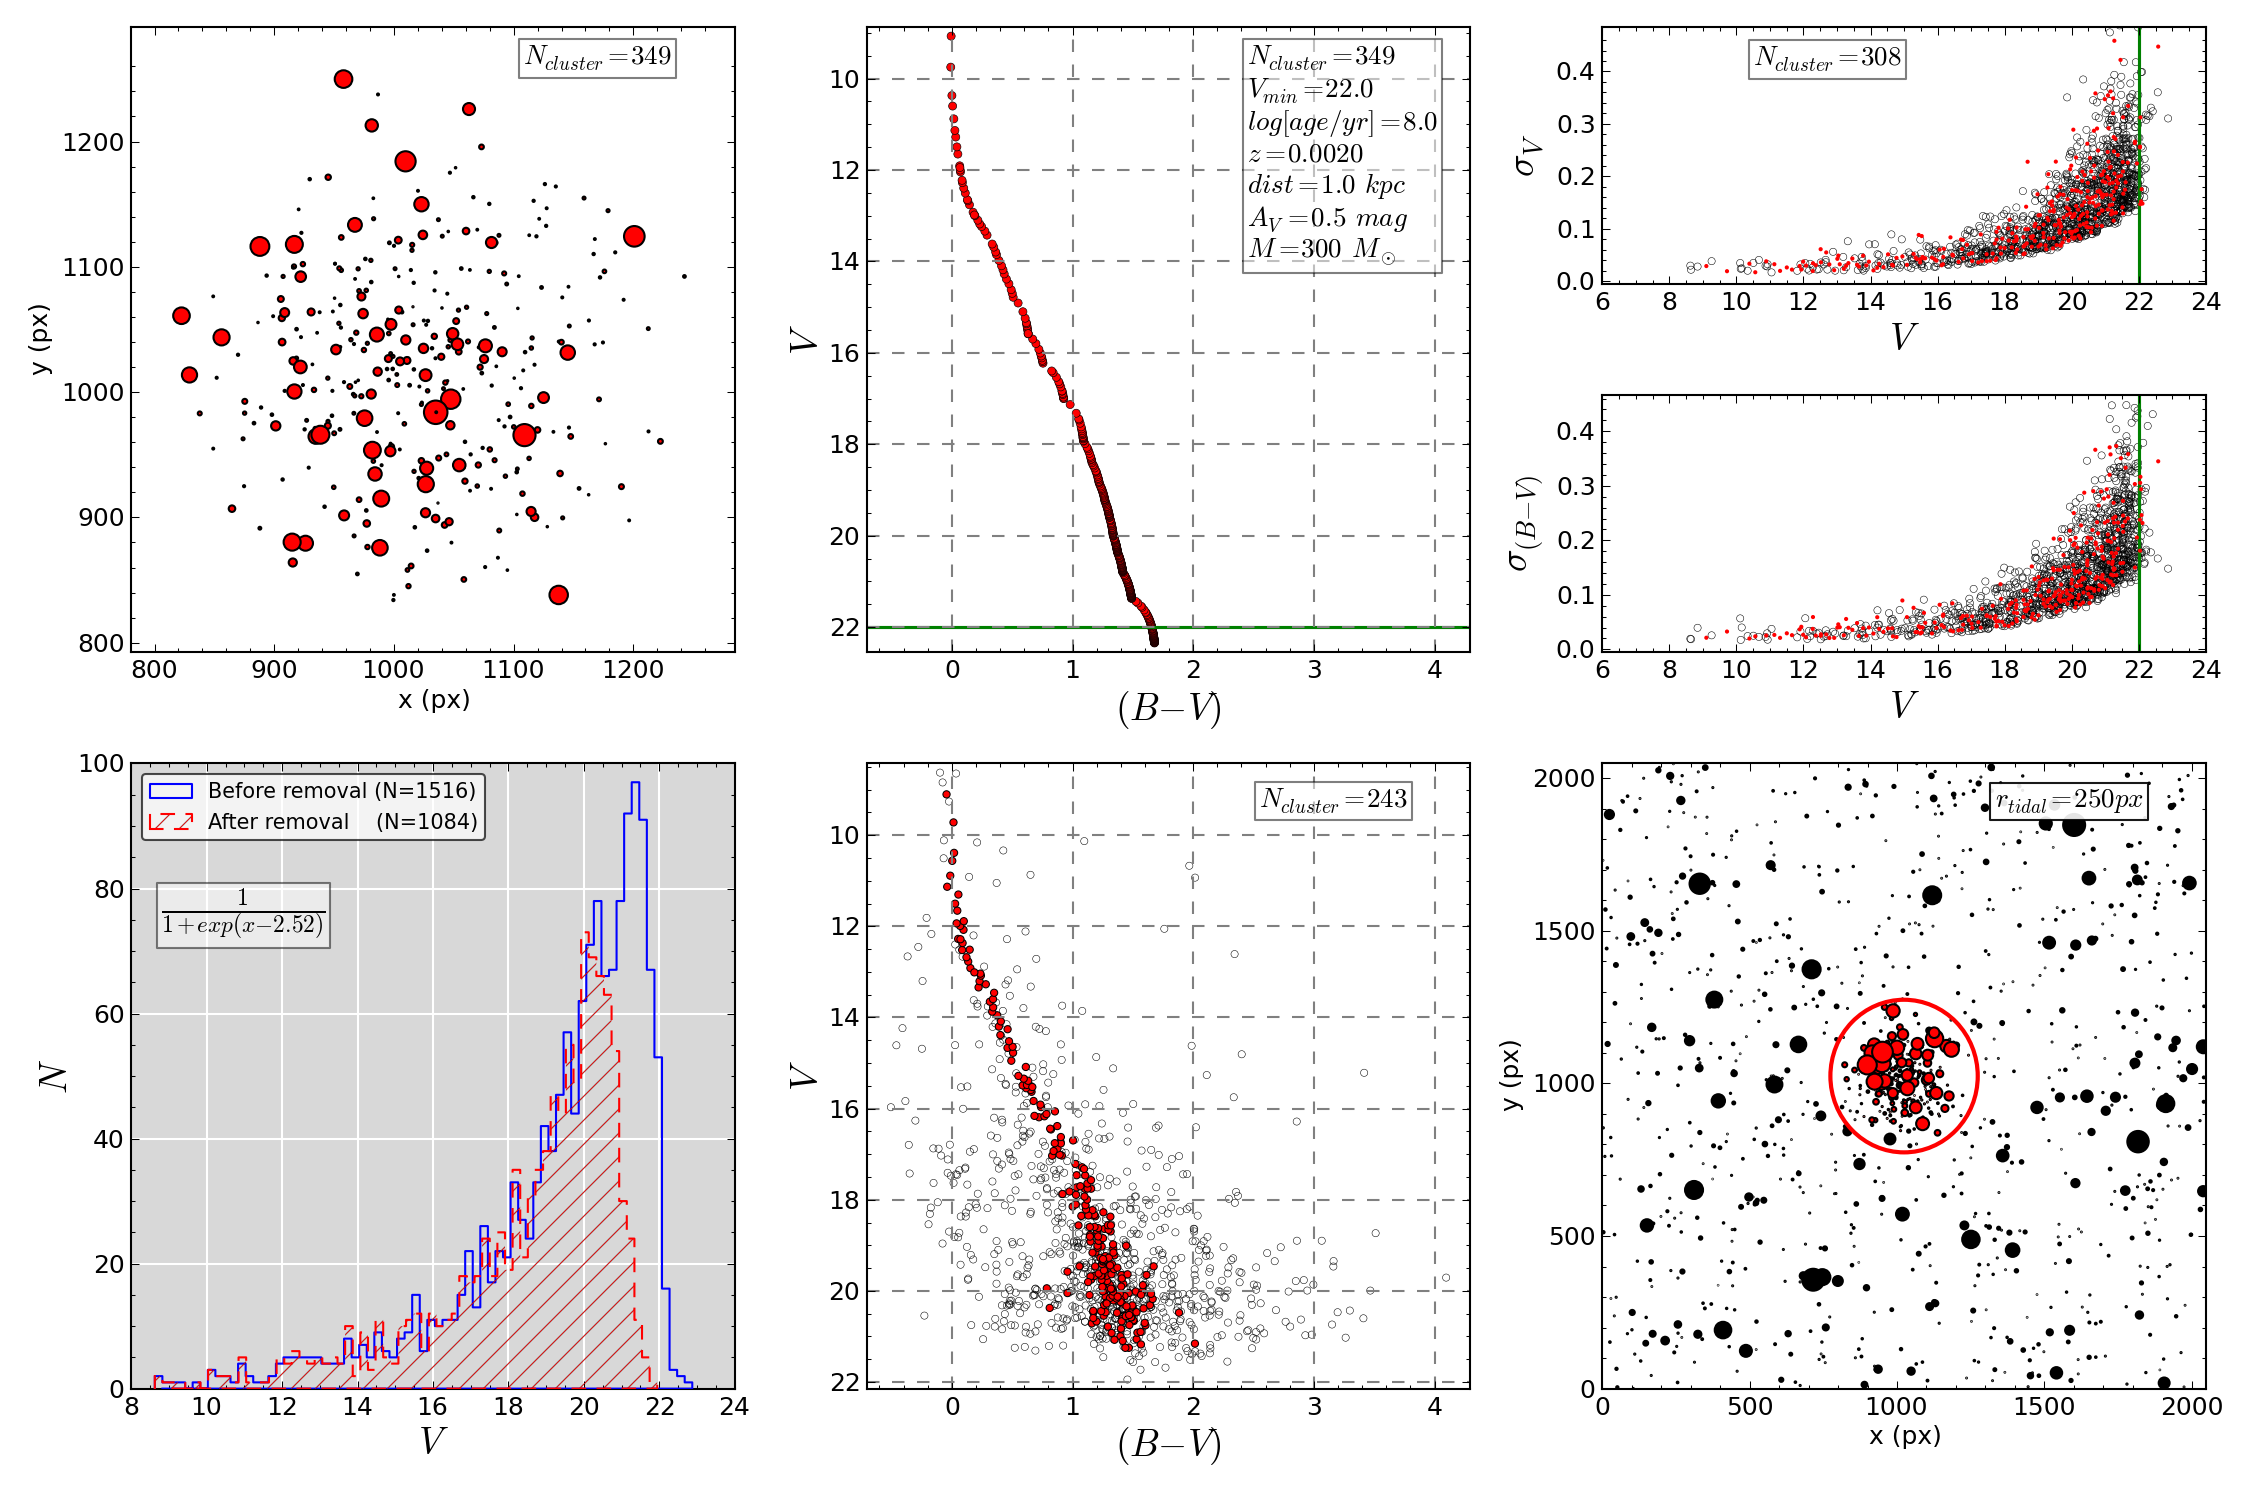 N_cluster=349
1200
1100
1000
900
800
y (px)
800 900 1000 1100 1200
x (px)
N_cluster=349
V_min=22.0
log[age/yr]=8.0
z=0.0020
dist=1.0 kpc
A_V=0.5 mag
M=300 M_⊙
10
12
14
16
18
20
22
V
0 1 2 3 4
(B−V)
N_cluster=308
0.4
0.3
0.2
0.1
0.0
σ_V
6 8 10 12 14 16 18 20 22 24
V
0.4
0.3
0.2
0.1
0.0
σ_(B−V)
6 8 10 12 14 16 18 20 22 24
V
Before removal (N=1516)
After removal (N=1084)
1
1+exp(x−2.52)
100
80
60
40
20
0
N
8 10 12 14 16 18 20 22 24
V
N_cluster=243
10
12
14
16
18
20
22
V
0 1 2 3 4
(B−V)
r_tidal=250px
2000
1500
1000
500
0
y (px)
0 500 1000 1500 2000
x (px)